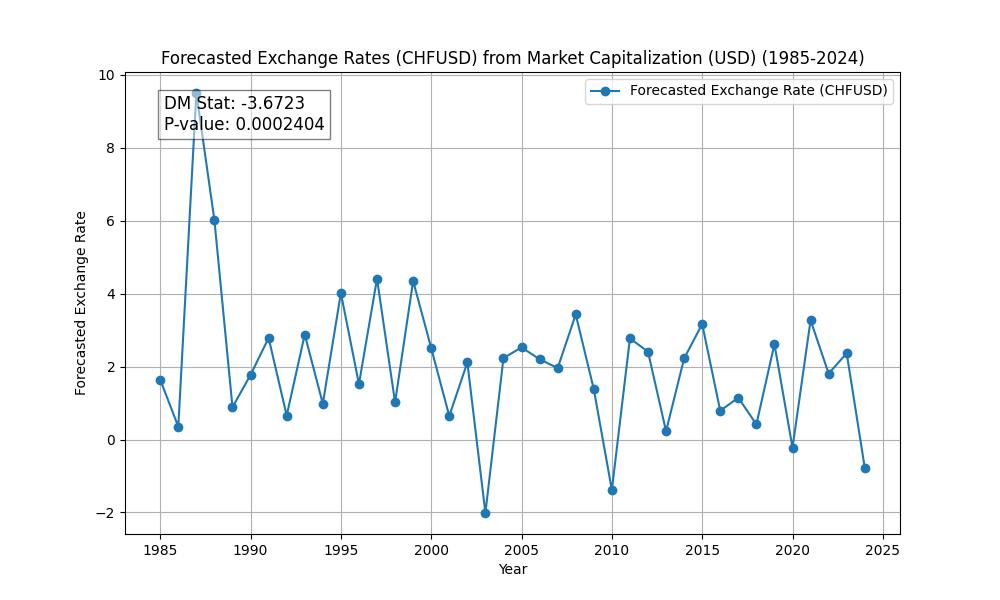 Forecasted Exchange Rates (CHFUSD) from Market Capitalization (USD) (1985-2024)
DM Stat: -3.6723
P-value: 0.0002404
Forecasted Exchange Rate (CHFUSD)
Forecasted Exchange Rate
10
8
6
4
2
0
−2
1985 1990 1995 2000 2005 2010 2015 2020 2025
Year